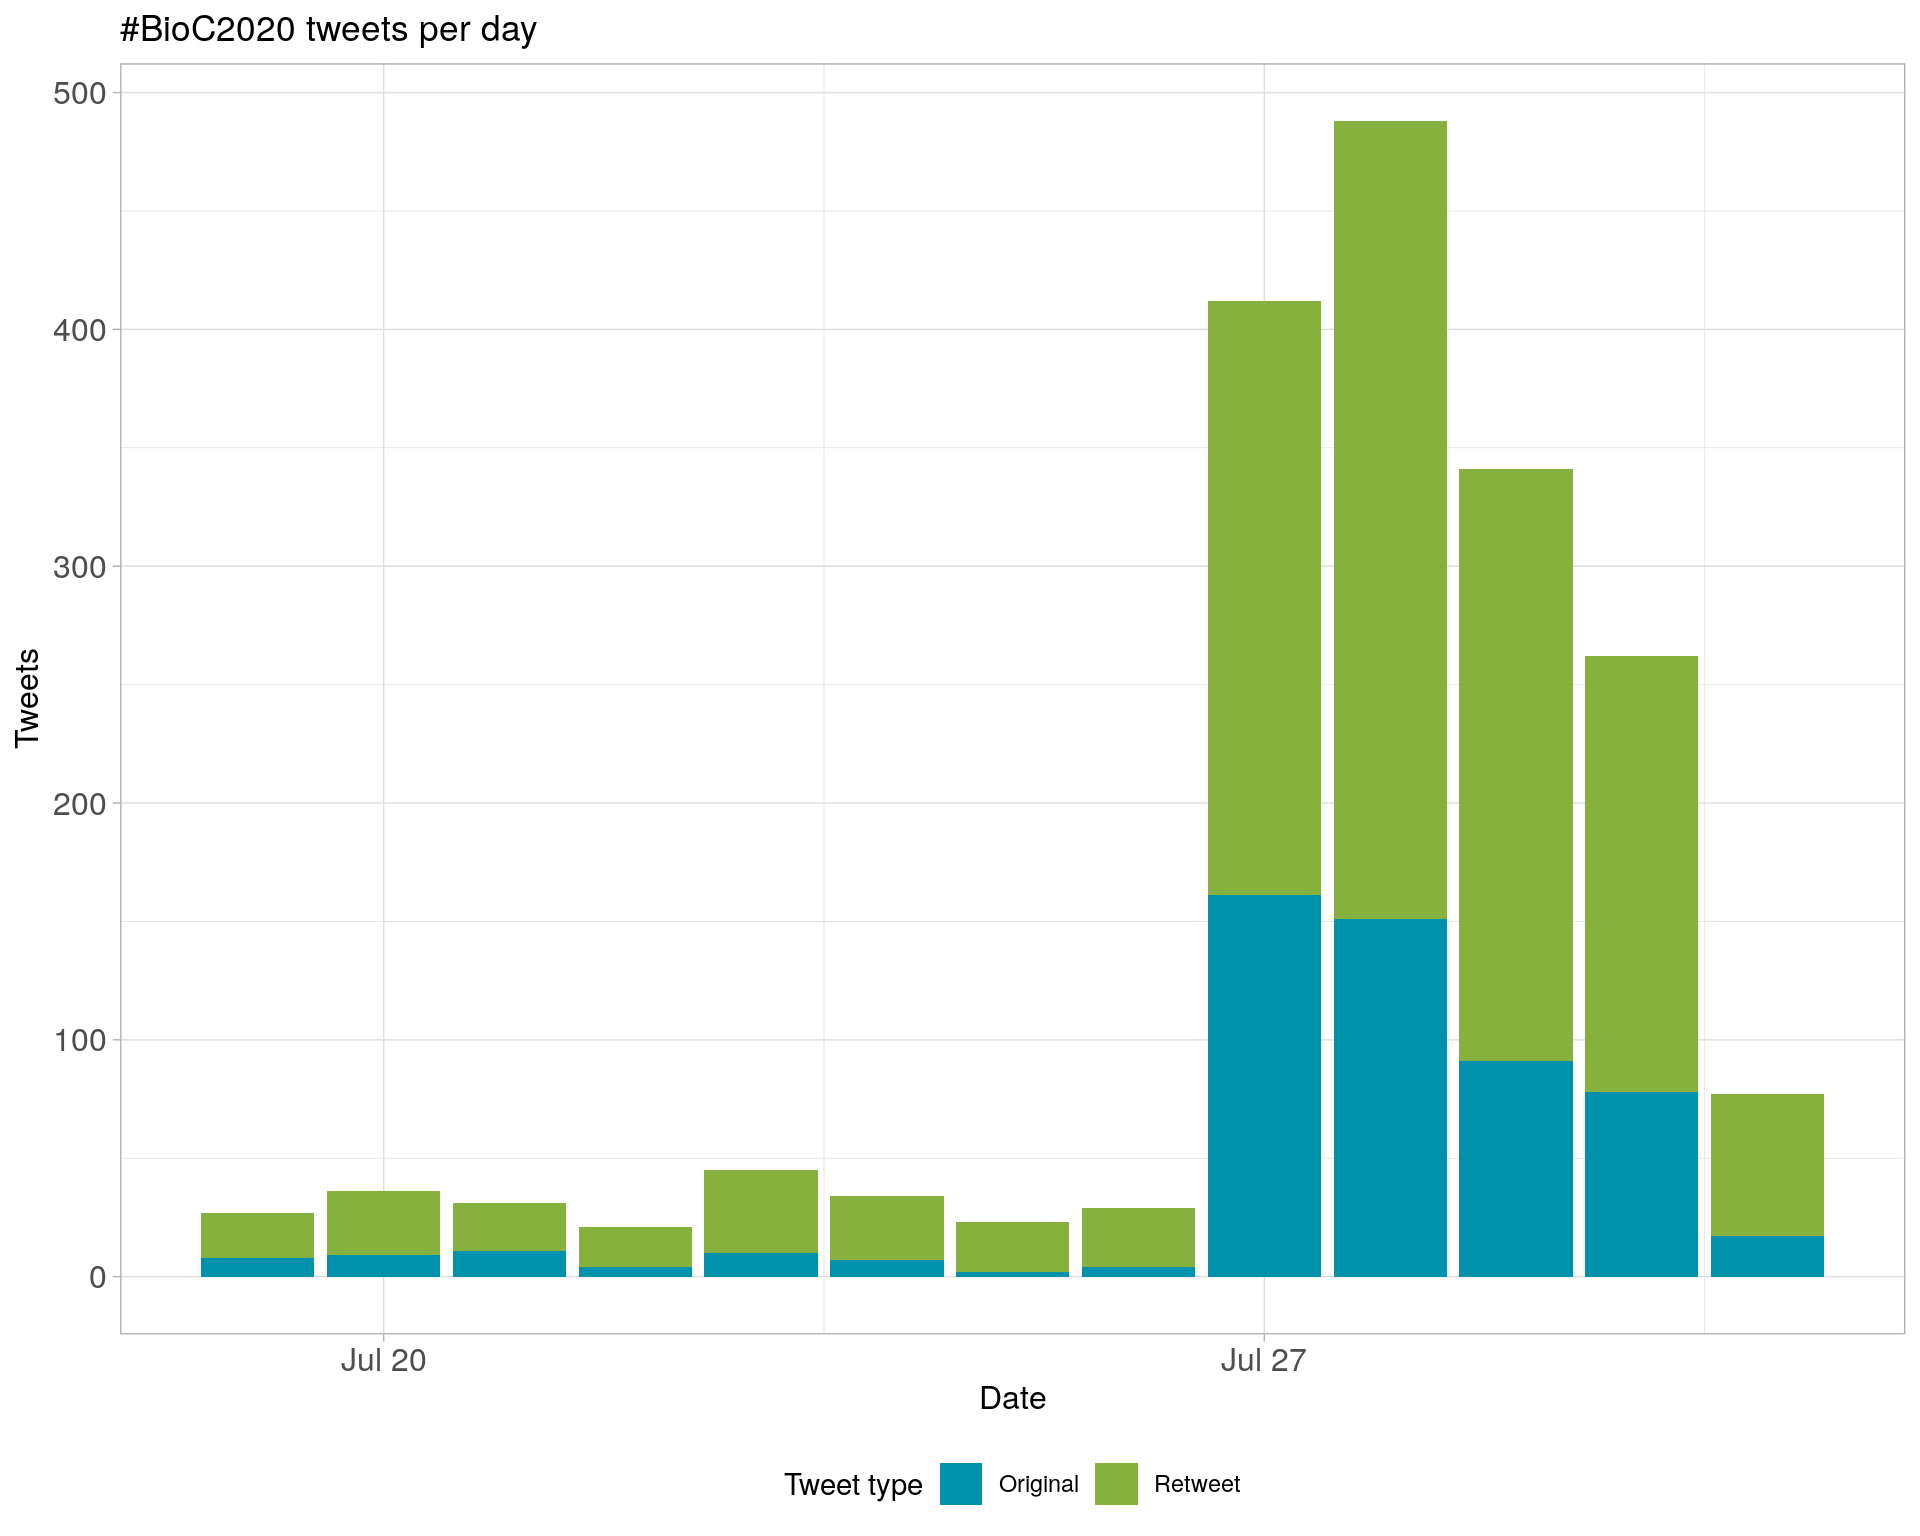 #BioC2020 tweets per day
500
400
300
200
100
0
Tweets
Jul 20 Jul 27
Date
Tweet type Original Retweet